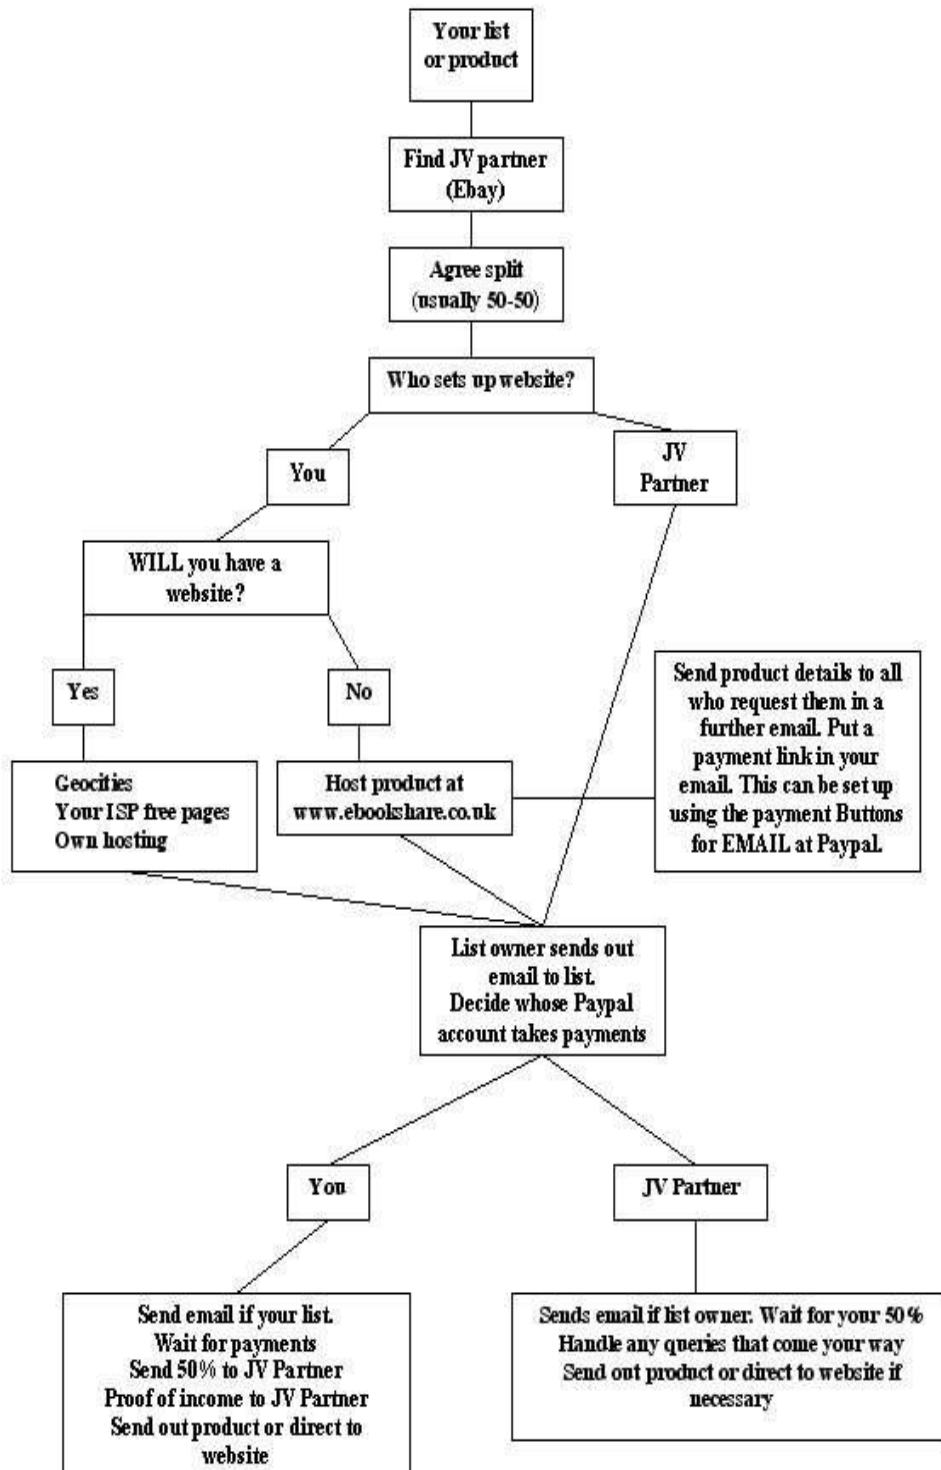 Your list
or product
Find JV partner
(Ebay)
Agree split
(usually 50-50)
Who sets up website?
You
JV
Partner
WILL you have a
website?
Yes
No
Send product details to all
who request them in a
further email. Put a
payment link in your
email. This can be set up
using the payment Buttons
for EMAIL at Paypal.
Geocities
Your ISP free pages
Own hosting
Host product at
www.ebookshare.co.uk
List owner sends out
email to list.
Decide whose Paypal
account takes payments
You
JV Partner
Send email if your list.
Wait for payments
Send 50% to JV Partner
Proof of income to JV Partner
Send out product or direct to
website
Sends email if list owner. Wait for your 50%
Handle any queries that come your way
Send out product or direct to website if
necessary